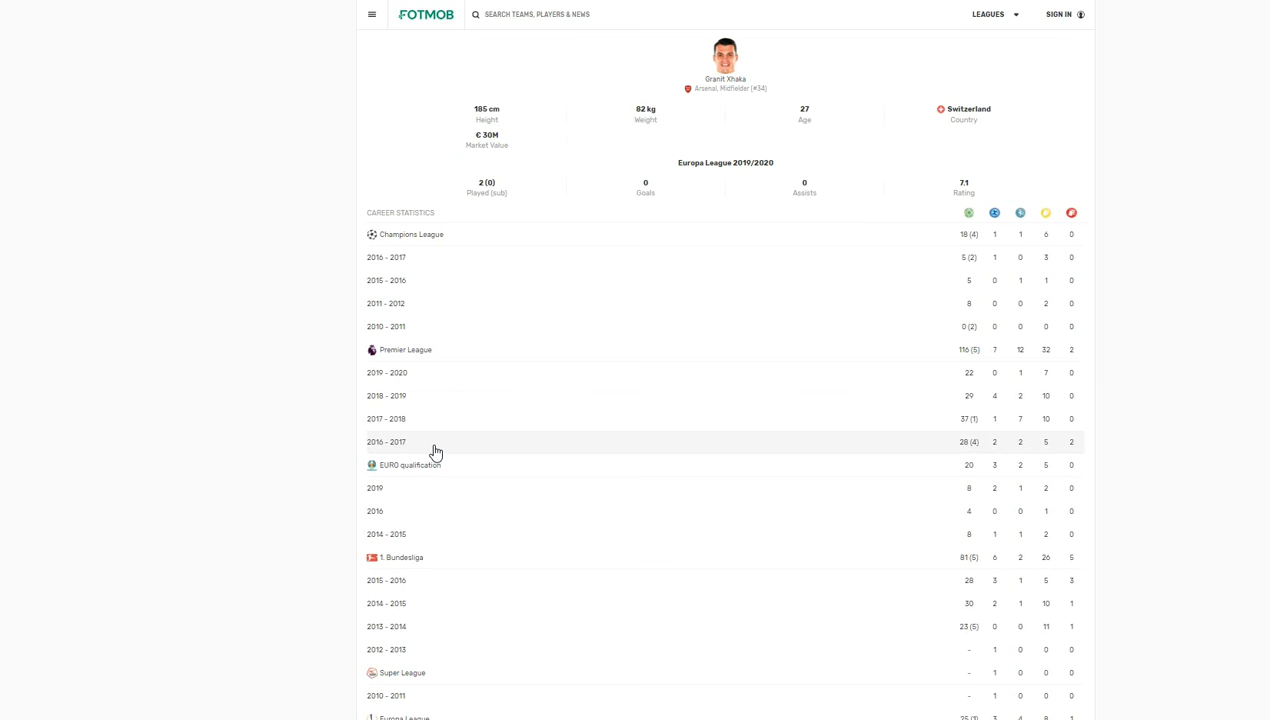 FOTMOB SEARCH TEAMS, PLAYERS & NEWS LEAGUES SIGN IN
Granit Xhaka
Arsenal, Midfielder (#34)
185 cm 82 kg 27 Switzerland
Height Weight Age Country
€ 30M
Market Value
Europa League 2019/2020
2 (0) 0 0 7.1
Played (sub) Goals Assists Rating
CAREER STATISTICS
Champions League 18 (4) 1 1 6 0
2016 - 2017 5 (2) 1 0 3 0
2015 - 2016 5 0 1 1 0
2011 - 2012 8 0 0 2 0
2010 - 2011 0 (2) 0 0 0 0
Premier League 116 (5) 7 12 32 2
2019 - 2020 22 0 1 7 0
2018 - 2019 29 4 2 10 0
2017 - 2018 37 (1) 1 7 10 0
2016 - 2017 28 (4) 2 2 5 2
EURO qualification 20 3 2 5 0
2019 8 2 1 2 0
2016 4 0 0 1 0
2014 - 2015 8 1 1 2 0
1. Bundesliga 81 (5) 6 2 26 5
2015 - 2016 28 3 1 5 3
2014 - 2015 30 2 1 10 1
2013 - 2014 23 (5) 0 0 11 1
2012 - 2013 - 1 0 0 0
Super League - 1 0 0 0
2010 - 2011 - 1 0 0 0
Europa League 25 (1) 3 4 8 1